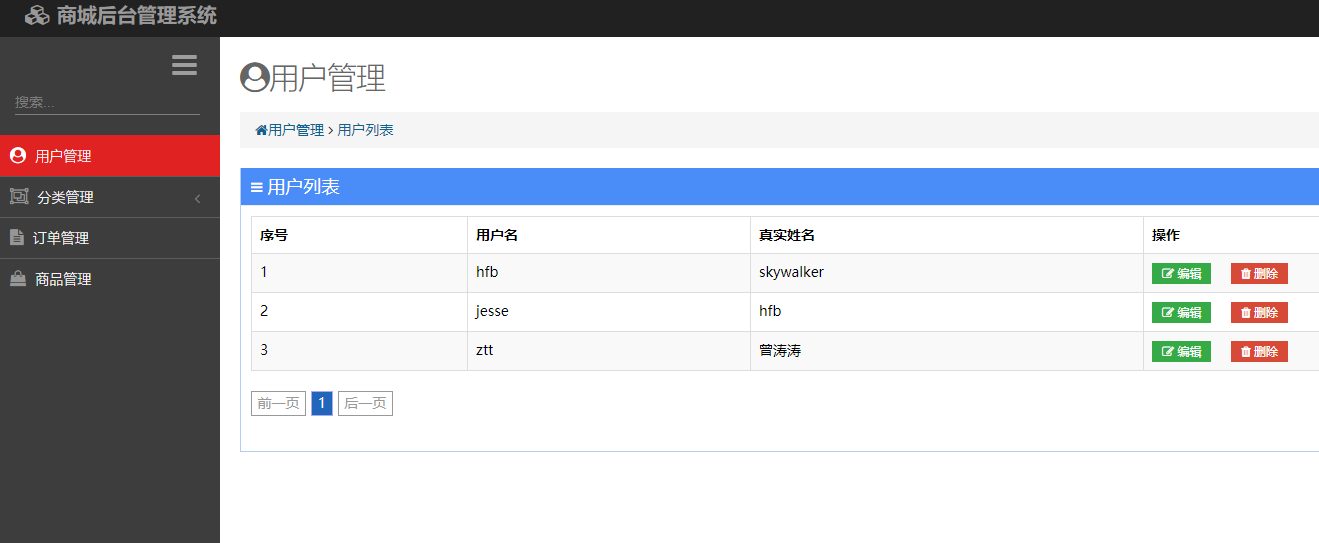 商城后台管理系统
搜索...
用户管理
分类管理
订单管理
商品管理
用户管理
用户管理 > 用户列表
用户列表
序号 用户名 真实姓名 操作
1 hfb skywalker 编辑 删除
2 jesse hfb 编辑 删除
3 ztt 曾涛涛 编辑 删除
前一页 1 后一页